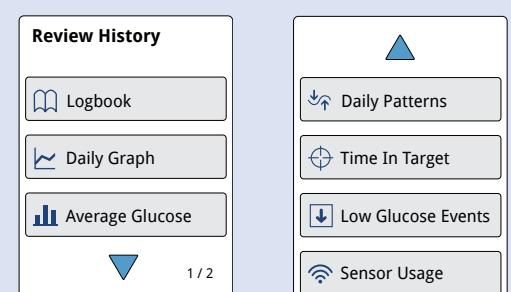 Review History
Logbook
Daily Graph
Average Glucose
1 / 2
Daily Patterns
Time In Target
Low Glucose Events
Sensor Usage